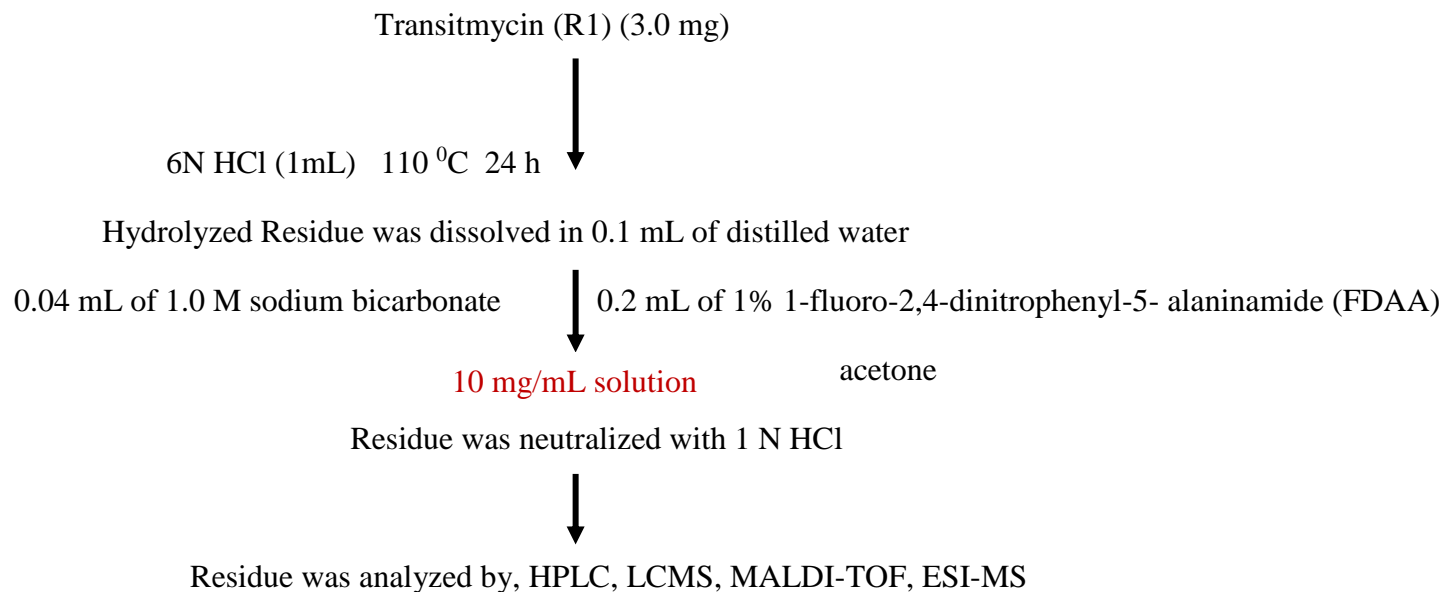 Transitmycin (R1) (3.0 mg)
6N HCl (1mL) 110 ⁰C 24 h
Hydrolyzed Residue was dissolved in 0.1 mL of distilled water
0.04 mL of 1.0 M sodium bicarbonate
0.2 mL of 1% 1-fluoro-2,4-dinitrophenyl-5- alaninamide (FDAA)
10 mg/mL solution
acetone
Residue was neutralized with 1 N HCl
Residue was analyzed by, HPLC, LCMS, MALDI-TOF, ESI-MS